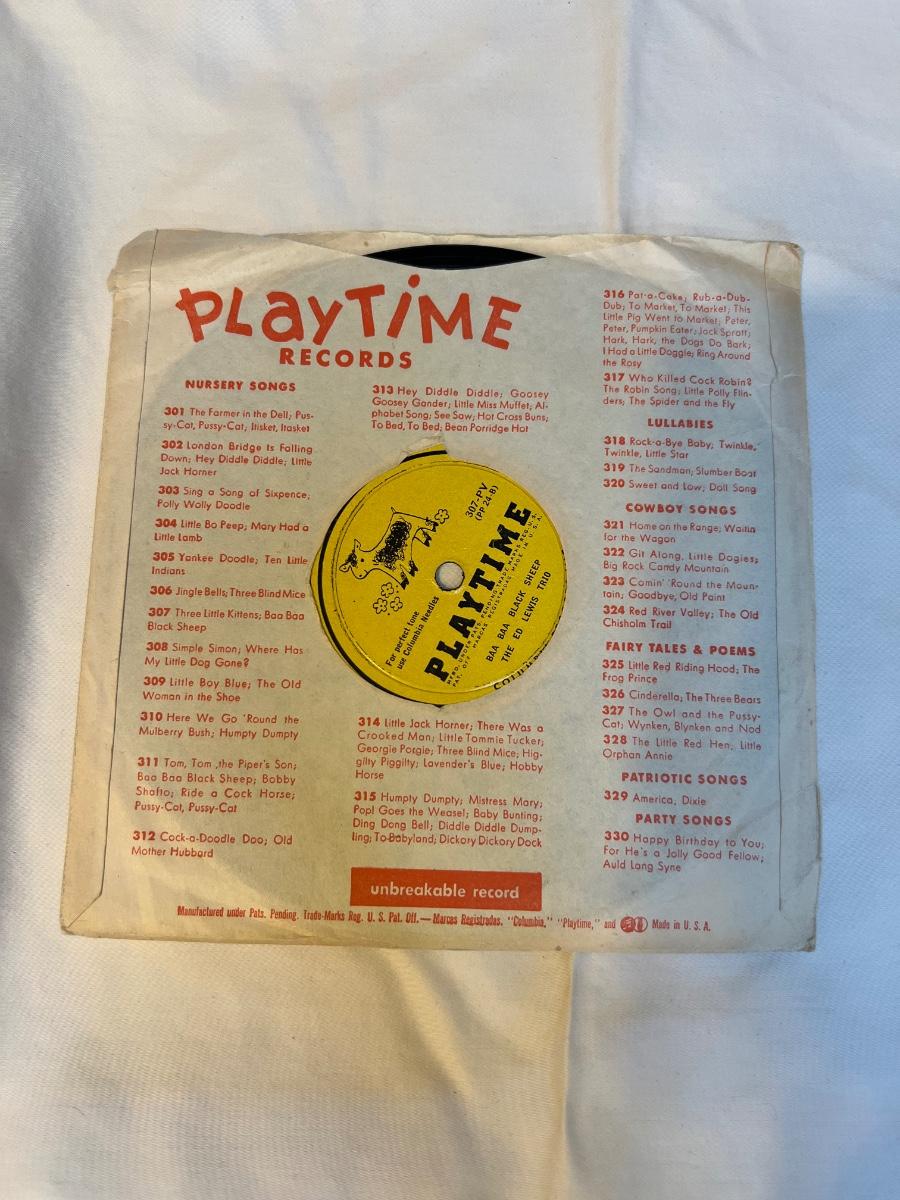 PLAYTIME
RECORDS
NURSERY SONGS
301 The Farmer in the Dell; Pus-
sy-Cat, Pussy-Cat, Itisket, Itasket
302 London Bridge Is Falling
Down; Hey Diddle Diddle; Little
Jack Horner
303 Sing a Song of Sixpence;
Polly Wolly Doodle
304 Little Bo Peep; Mary Had a
Little Lamb
305 Yankee Doodle; Ten Little
Indians
306 Jingle Bells; Three Blind Mice
307 Three Little Kittens; Baa Baa
Black Sheep
308 Simple Simon; Where Has
My Little Dog Gone?
309 Little Boy Blue; The Old
Woman in the Shoe
310 Here We Go 'Round the
Mulberry Bush; Humpty Dumpty
311 Tom, Tom ,the Piper's Son;
Baa Baa Black Sheep; Bobby
Shafto; Ride a Cock Horse;
Pussy-Cat, Pussy-Cat
312 Cock-a-Doodle Doo; Old
Mother Hubbard
313 Hey Diddle Diddle; Goosey
Goosey Gander; Little Miss Muffet; Al-
phabet Song; See Saw; Hot Cross Buns,
To Bed, To Bed; Bean Porridge Hot
307-PV
(PP 24-B)
For perfect tone
use Columbia Needles
PLAYTIME
MFRD. UNDER PATS. PENDING TRADE MARKS REG. U.S.
PAT. OFF. MARCAS REGISTRADAS MADE IN U.S.A.
BAA BAA BLACK SHEEP
THE ED LEWIS TRIO
314 Little Jack Horner; There Was a
Crooked Man; Little Tommie Tucker;
Georgie Porgie; Three Blind Mice; Hig-
gilty Piggilty; Lavender's Blue; Hobby
Horse
315 Humpty Dumpty; Mistress Mary;
Pop! Goes the Weasel; Baby Bunting;
Ding Dong Bell; Diddle Diddle Dump-
ling; To Babyland; Dickory Dickory Dock
316 Pat-a-Cake; Rub-a-Dub-
Dub; To Market, To Market; This
Little Pig Went to Market; Peter,
Peter, Pumpkin Eater; Jack Spratt;
Hark, Hark, the Dogs Do Bark;
I Had a Little Doggie; Ring Around
the Rosy
317 Who Killed Cock Robin?
The Robin Song; Little Polly Flin-
ders; The Spider and the Fly
LULLABIES
318 Rock-a-Bye Baby; Twinkle,
Twinkle, Little Star
319 The Sandman; Slumber Boat
320 Sweet and Low; Doll Song
COWBOY SONGS
321 Home on the Range; Waitin
for the Wagon
322 Git Along, Little Dogies;
Big Rock Candy Mountain
323 Comin' 'Round the Moun-
tain; Goodbye, Old Paint
324 Red River Valley; The Old
Chisholm Trail
FAIRY TALES & POEMS
325 Little Red Riding Hood; The
Frog Prince
326 Cinderella; The Three Bears
327 The Owl and the Pussy-
Cat; Wynken, Blynken and Nod
328 The Little Red Hen, Little
Orphan Annie
PATRIOTIC SONGS
329 America, Dixie
PARTY SONGS
330 Happy Birthday to You;
For He's a Jolly Good Fellow;
Auld Lang Syne
unbreakable record
Manufactured under Pats. Pending. Trade-Marks Reg. U. S. Pat. Off.— Marcas Registradas. "Columbia," "Playtime," and Made in U. S. A.